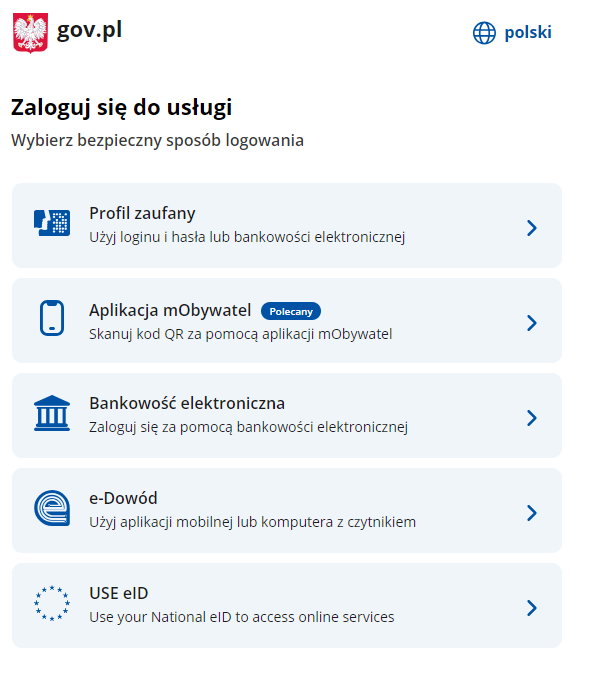 gov.pl
polski
Zaloguj się do usługi
Wybierz bezpieczny sposób logowania
Profil zaufany
Użyj loginu i hasła lub bankowości elektronicznej
Aplikacja mObywatel Polecany
Skanuj kod QR za pomocą aplikacji mObywatel
Bankowość elektroniczna
Zaloguj się za pomocą bankowości elektronicznej
e-Dowód
Użyj aplikacji mobilnej lub komputera z czytnikiem
USE eID
Use your National eID to access online services